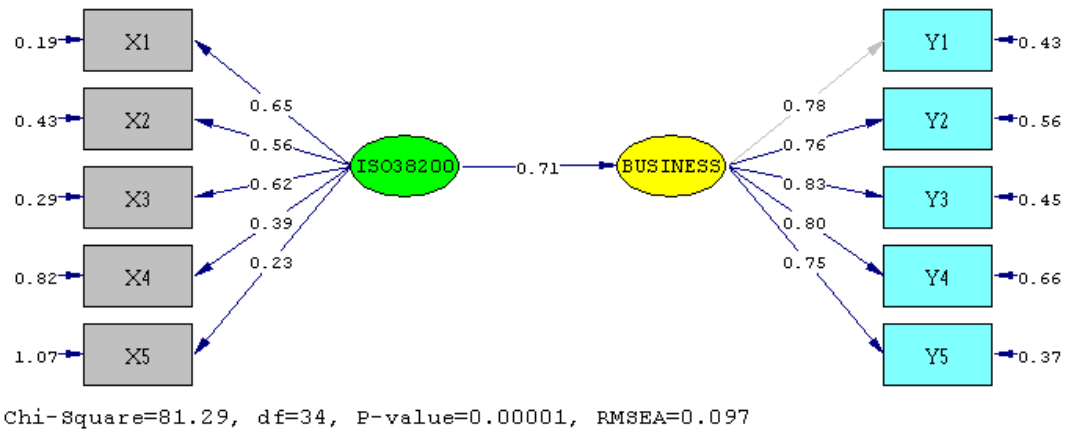 0.19 X1 0.65 0.78 Y1 0.43
0.43 X2 0.56 0.76 Y2 0.56
0.29 X3 0.62 ISO38200 0.71 BUSINESS 0.83 Y3 0.45
0.82 X4 0.39 0.80 Y4 0.66
1.07 X5 0.23 0.75 Y5 0.37
Chi-Square=81.29, df=34, P-value=0.00001, RMSEA=0.097